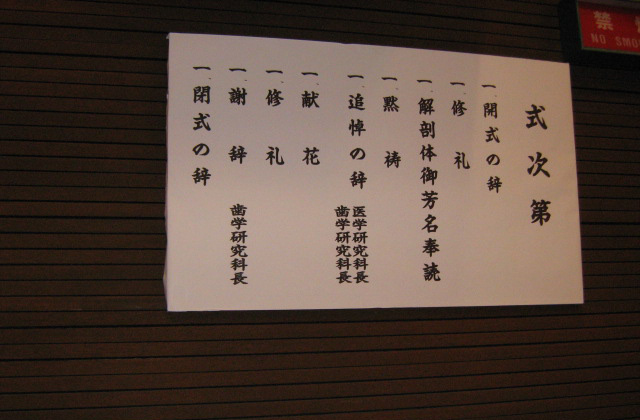 式次第
一、開式の辞
一、修礼
一、解剖体御芳名奉読
一、黙祷
一、追悼の辞 医学研究科長
歯学研究科長
一、献花
一、修礼
一、謝辞 歯学研究科長
一、閉式の辞
禁
NO SMO